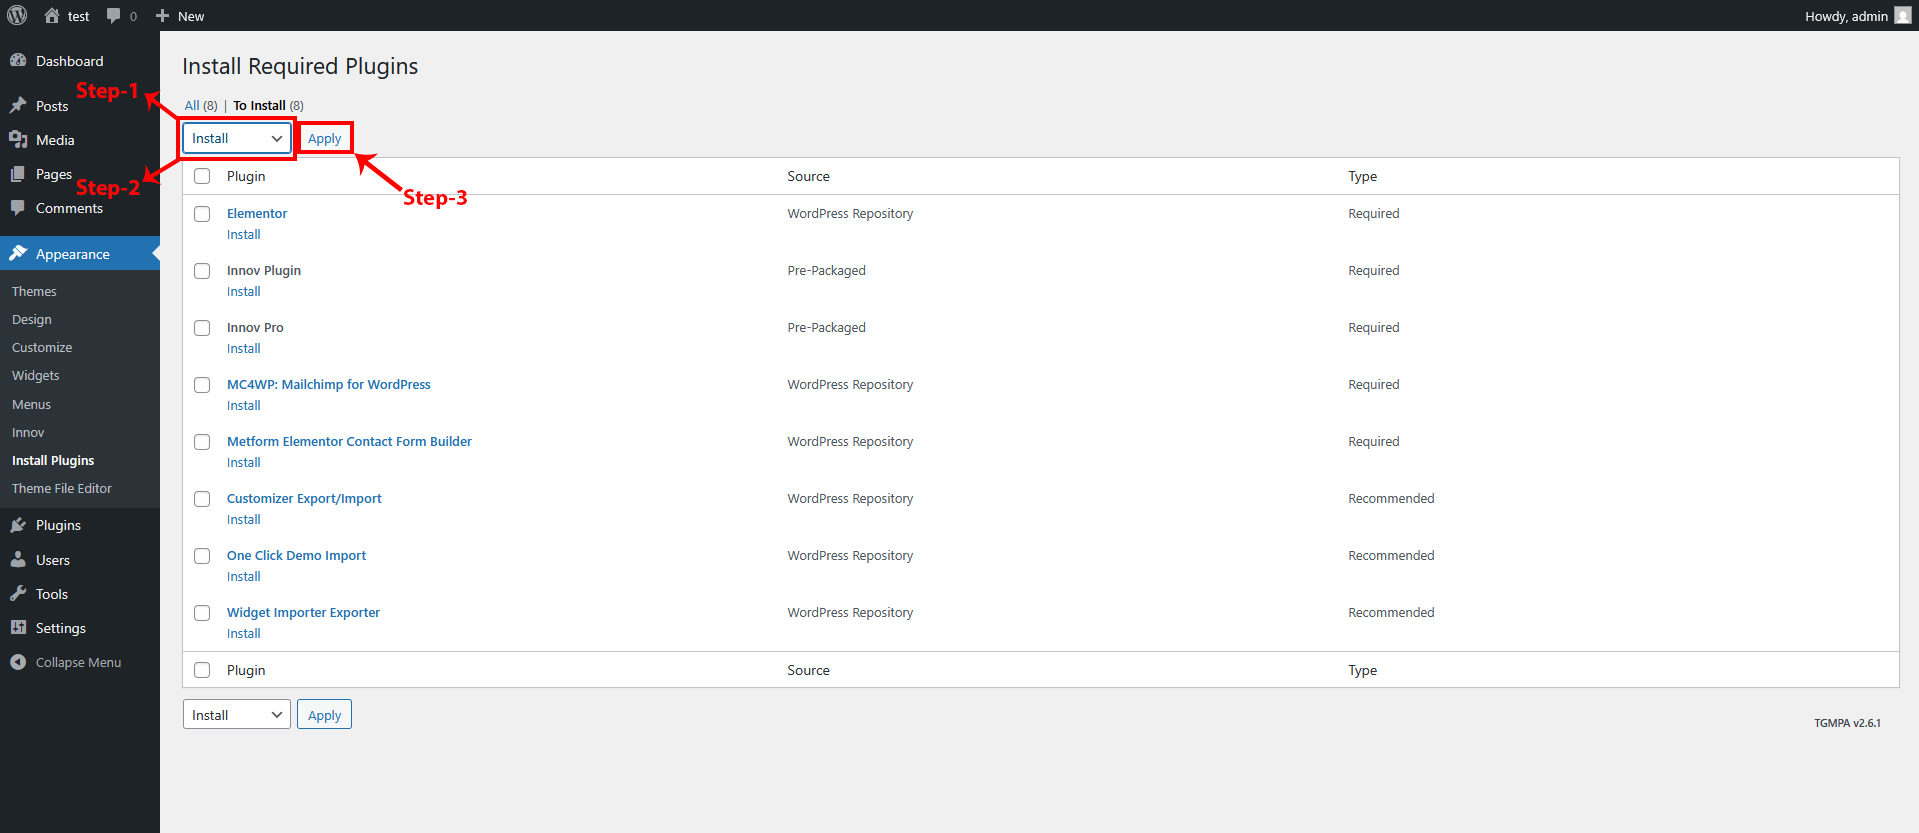 test 0 New Howdy, admin
Dashboard
Posts
Media
Pages
Comments
Appearance
Themes
Design
Customize
Widgets
Menus
Innov
Install Plugins
Theme File Editor
Plugins
Users
Tools
Settings
Collapse Menu
Install Required Plugins
All (8) | To Install (8)
Step-1
Install Apply
Step-2
Step-3
Plugin Source Type
Elementor WordPress Repository Required
Install
Innov Plugin Pre-Packaged Required
Install
Innov Pro Pre-Packaged Required
Install
MC4WP: Mailchimp for WordPress WordPress Repository Required
Install
Metform Elementor Contact Form Builder WordPress Repository Required
Install
Customizer Export/Import WordPress Repository Recommended
Install
One Click Demo Import WordPress Repository Recommended
Install
Widget Importer Exporter WordPress Repository Recommended
Install
Plugin Source Type
Install Apply
TGMPA v2.6.1